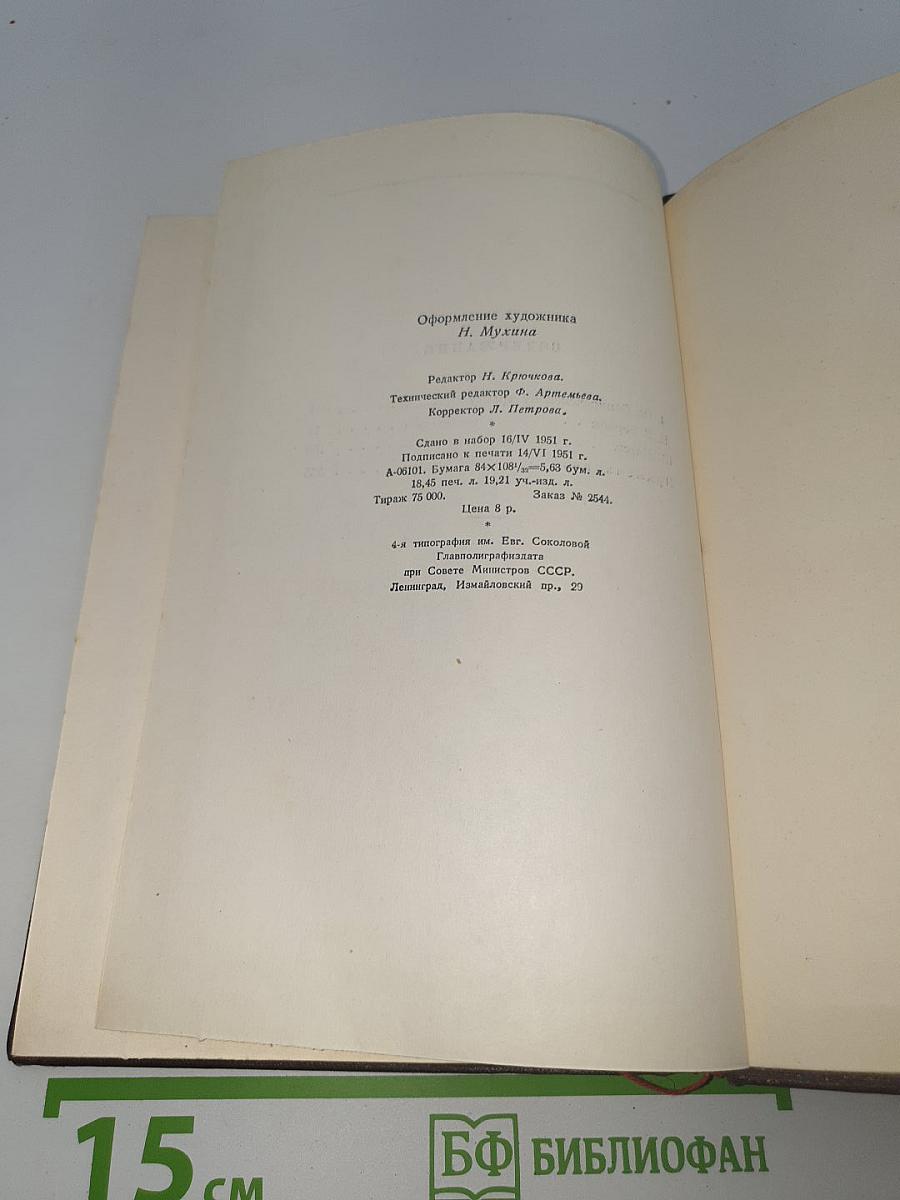 Оформление художника
Н. Мухина
Редактор Н. Крючкова.
Технический редактор Ф. Артемьева.
Корректор Л. Петрова.
*
Сдано в набор 16/IV 1951 г.
Подписано к печати 14/VI 1951 г.
А-06101. Бумага 84×108¹/₃₂=5,63 бум. л.
18,45 печ. л. 19,21 уч.-изд. л.
Тираж 75 000. Заказ № 2544.
Цена 8 р.
*
4-я типография им. Евг. Соколовой
Главполиграфиздата
при Совете Министров СССР.
Ленинград, Измайловский пр., 29
15 см
БФ БИБЛИОФАН